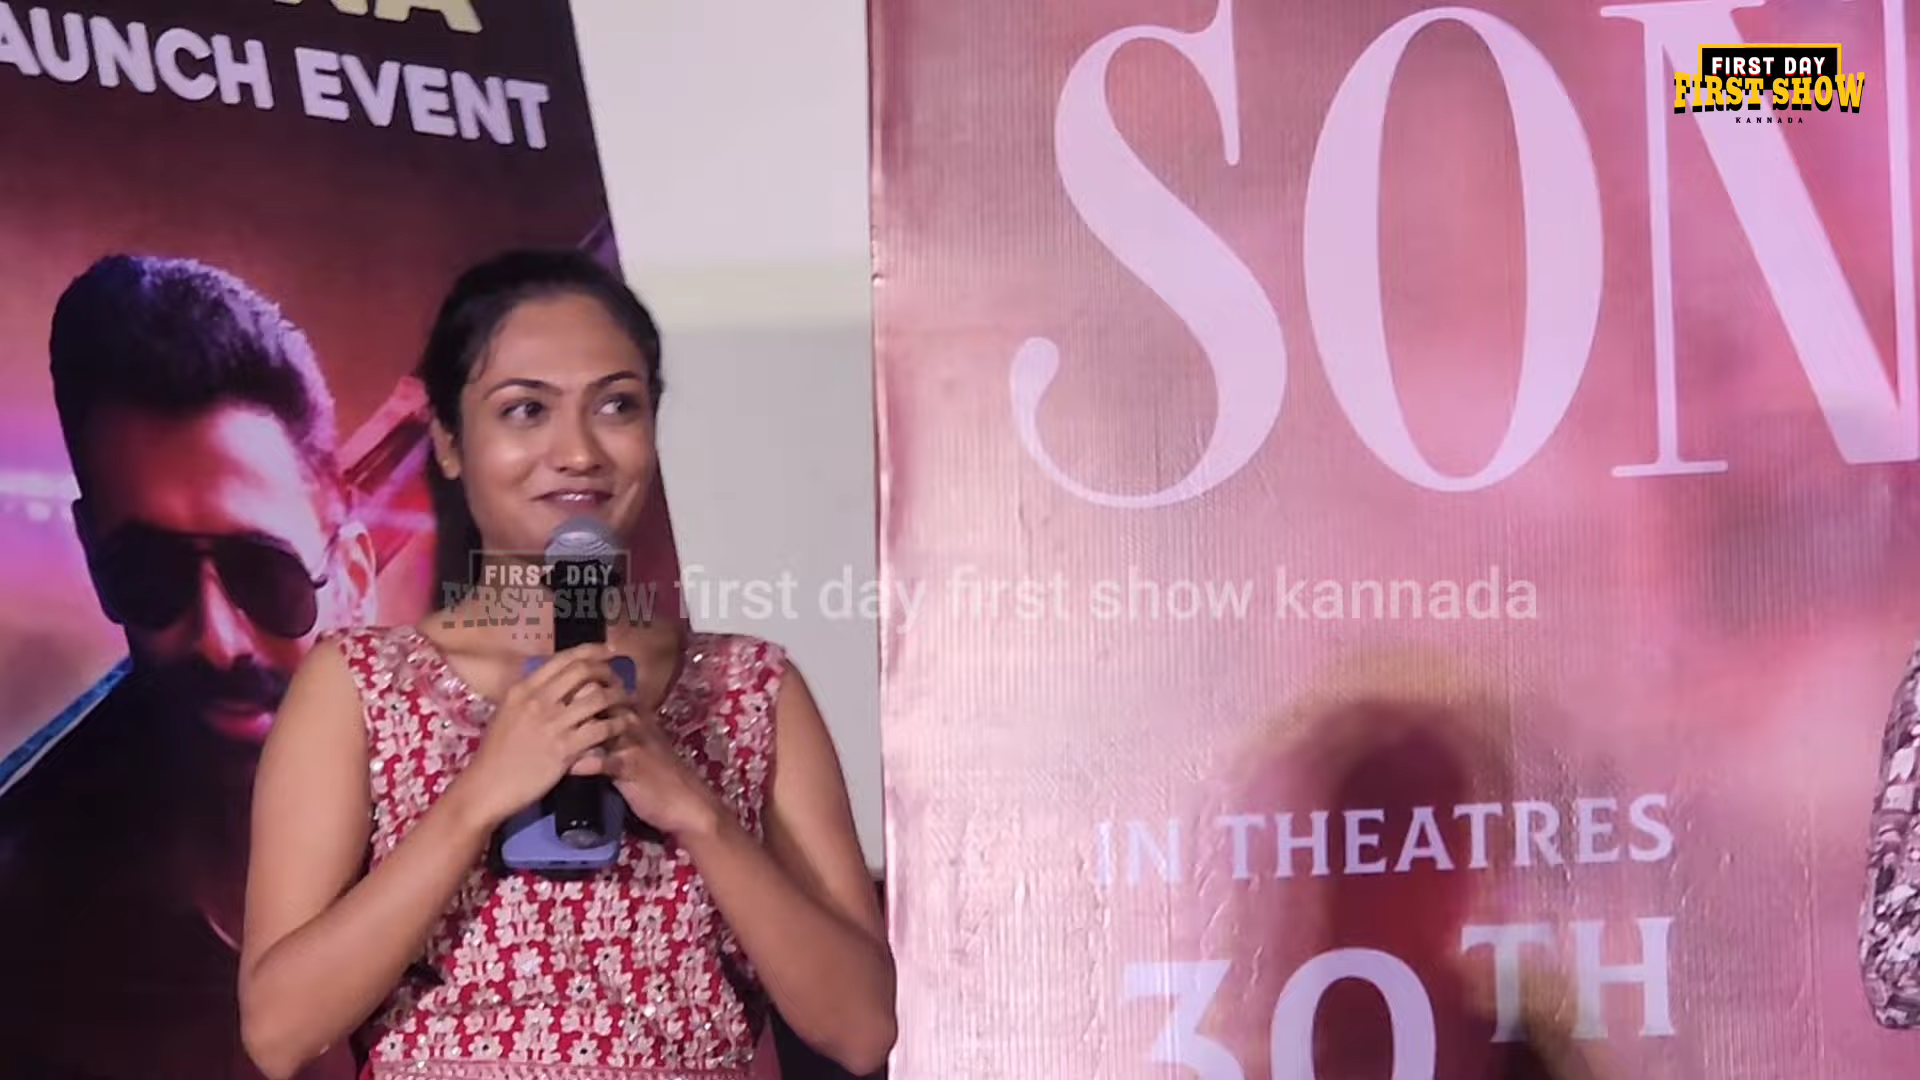 LAUNCH EVENT
SON
FIRST DAY
FIRST SHOW
KANNADA
FIRST DAY
FIRST SHOW
first day first show kannada
IN THEATRES
30TH